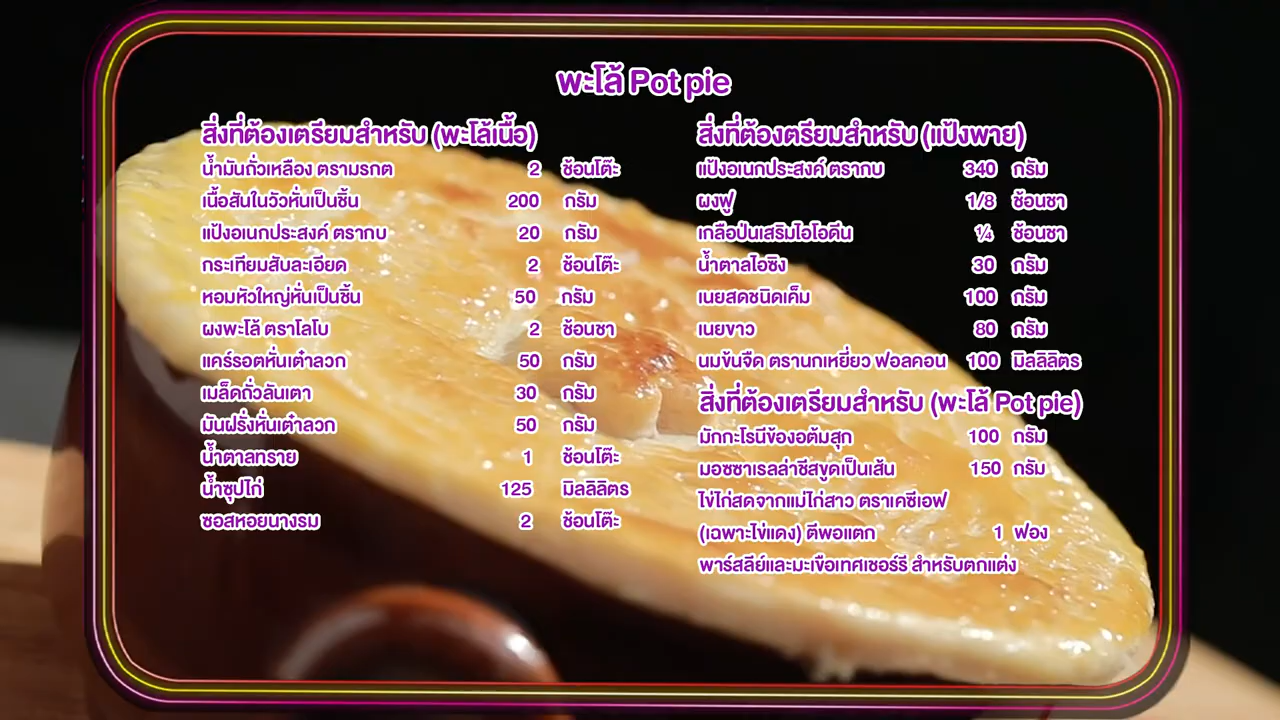 พะโล้ Pot pie
สิ่งที่ต้องเตรียมสำหรับ (พะโล้เนื้อ)
น้ำมันถั่วเหลือง ตรามรกต 2 ช้อนโต๊ะ
เนื้อสันในวัวหั่นเป็นชิ้น 200 กรัม
แป้งอเนกประสงค์ ตรากบ 20 กรัม
กระเทียมสับละเอียด 2 ช้อนโต๊ะ
หอมหัวใหญ่หั่นเป็นชิ้น 50 กรัม
ผงพะโล้ ตราโลโบ 2 ช้อนชา
แคร์รอตหั่นเต๋าลวก 50 กรัม
เมล็ดถั่วลันเตา 30 กรัม
มันฝรั่งหั่นเต๋าลวก 50 กรัม
น้ำตาลทราย 1 ช้อนโต๊ะ
น้ำซุปไก่ 125 มิลลิลิตร
ซอสหอยนางรม 2 ช้อนโต๊ะ
สิ่งที่ต้องตรียมสำหรับ (แป้งพาย)
แป้งอเนกประสงค์ ตรากบ 340 กรัม
ผงฟู 1/8 ช้อนชา
เกลือป่นเสริมไอโอดีน ¼ ช้อนชา
น้ำตาลไอซิง 30 กรัม
เนยสดชนิดเค็ม 100 กรัม
เนยขาว 80 กรัม
นมข้นจืด ตรานกเหยี่ยว ฟอลคอน 100 มิลลิลิตร
สิ่งที่ต้องเตรียมสำหรับ (พะโล้ Pot pie)
มักกะโรนีข้องอต้มสุก 100 กรัม
มอซซาเรลล่าชีสขูดเป็นเส้น 150 กรัม
ไข่ไก่สดจากแม่ไก่สาว ตราเคซีเอฟ
(เฉพาะไข่แดง) ตีพอแตก 1 ฟอง
พาร์สลีย์และมะเขือเทศเชอร์รี สำหรับตกแต่ง